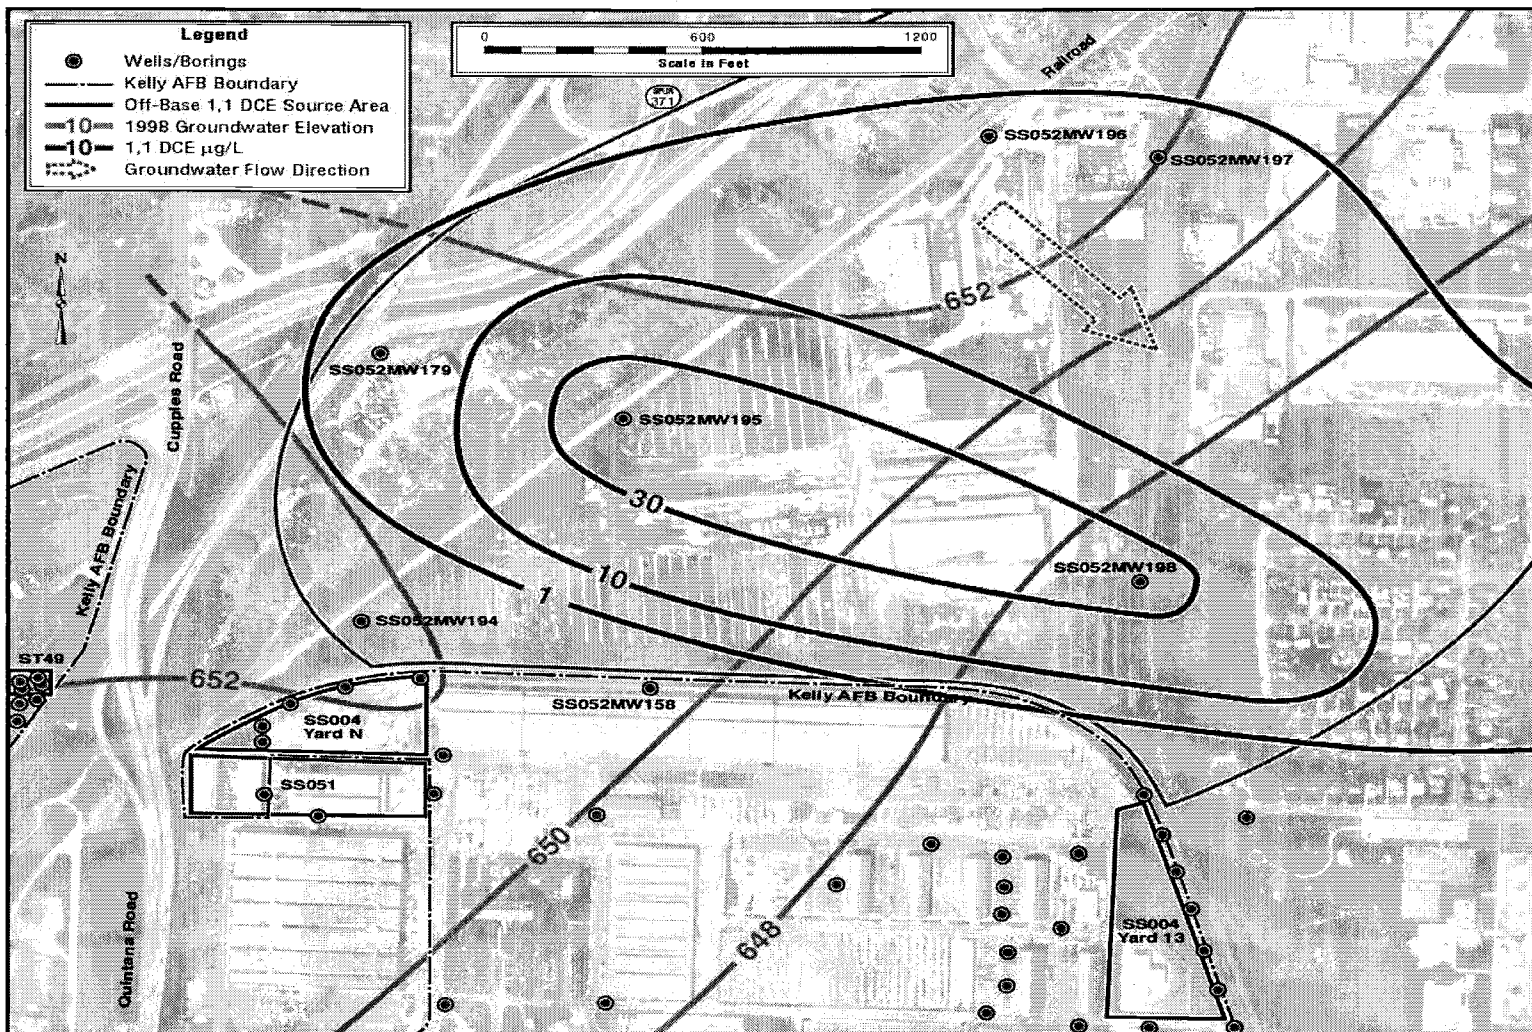 Legend
Wells/Borings
Kelly AFB Boundary
Off-Base 1,1 DCE Source Area
10 1998 Groundwater Elevation
10 1,1 DCE µg/L
Groundwater Flow Direction
0 600 1200
Scale in Feet
Railroad
SPUR
371
SS052MW196
SS052MW197
N
652
SS052MW179
Cupples Road
SS052MW195
Kelly AFB Boundary
30
SS052MW198
10
1
SS052MW194
ST49
652
Kelly AFB Boundary
SS052MW158
SS004
Yard N
SS051
650
Quintana Road
648
SS004
Yard 13